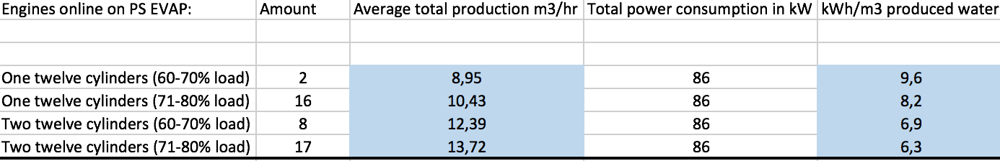 Engines online on PS EVAP: Amount Average total production m3/hr Total power consumption in kW kWh/m3 produced water
One twelve cylinders (60-70% load) 2 8,95 86 9,6
One twelve cylinders (71-80% load) 16 10,43 86 8,2
Two twelve cylinders (60-70% load) 8 12,39 86 6,9
Two twelve cylinders (71-80% load) 17 13,72 86 6,3